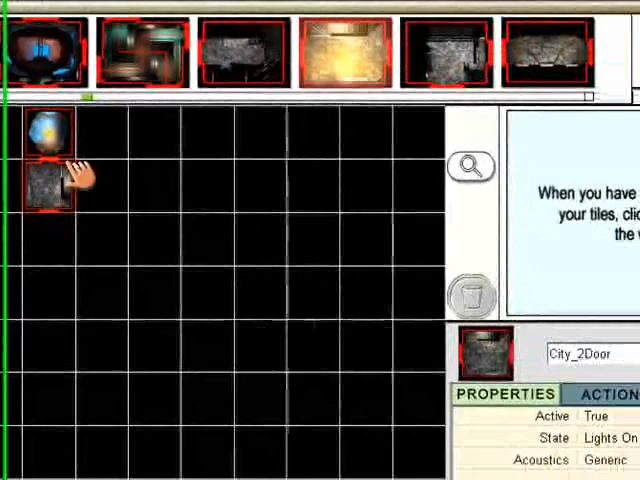 When you have
your tiles, clic
the
City_2Door
PROPERTIES
ACTION
Active
True
State
Lights On
Acoustics
Generic